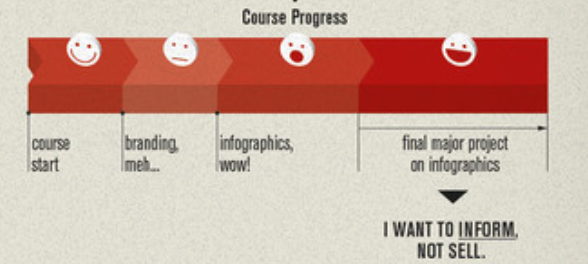 Course Progress
course
start
branding,
meh...
infographics,
wow!
final major project
on infographics
I WANT TO INFORM,
NOT SELL.